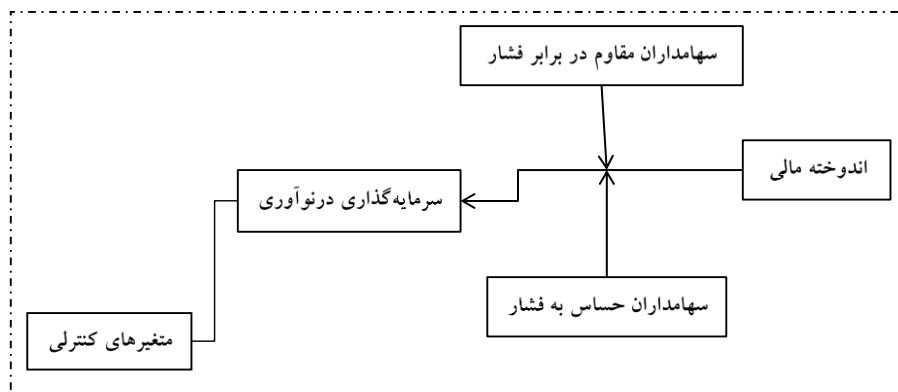 سهامداران مقاوم در برابر فشار
اندوخته مالی
سرمایه‌گذاری درنوآوری
سهامداران حساس به فشار
متغیرهای کنترلی